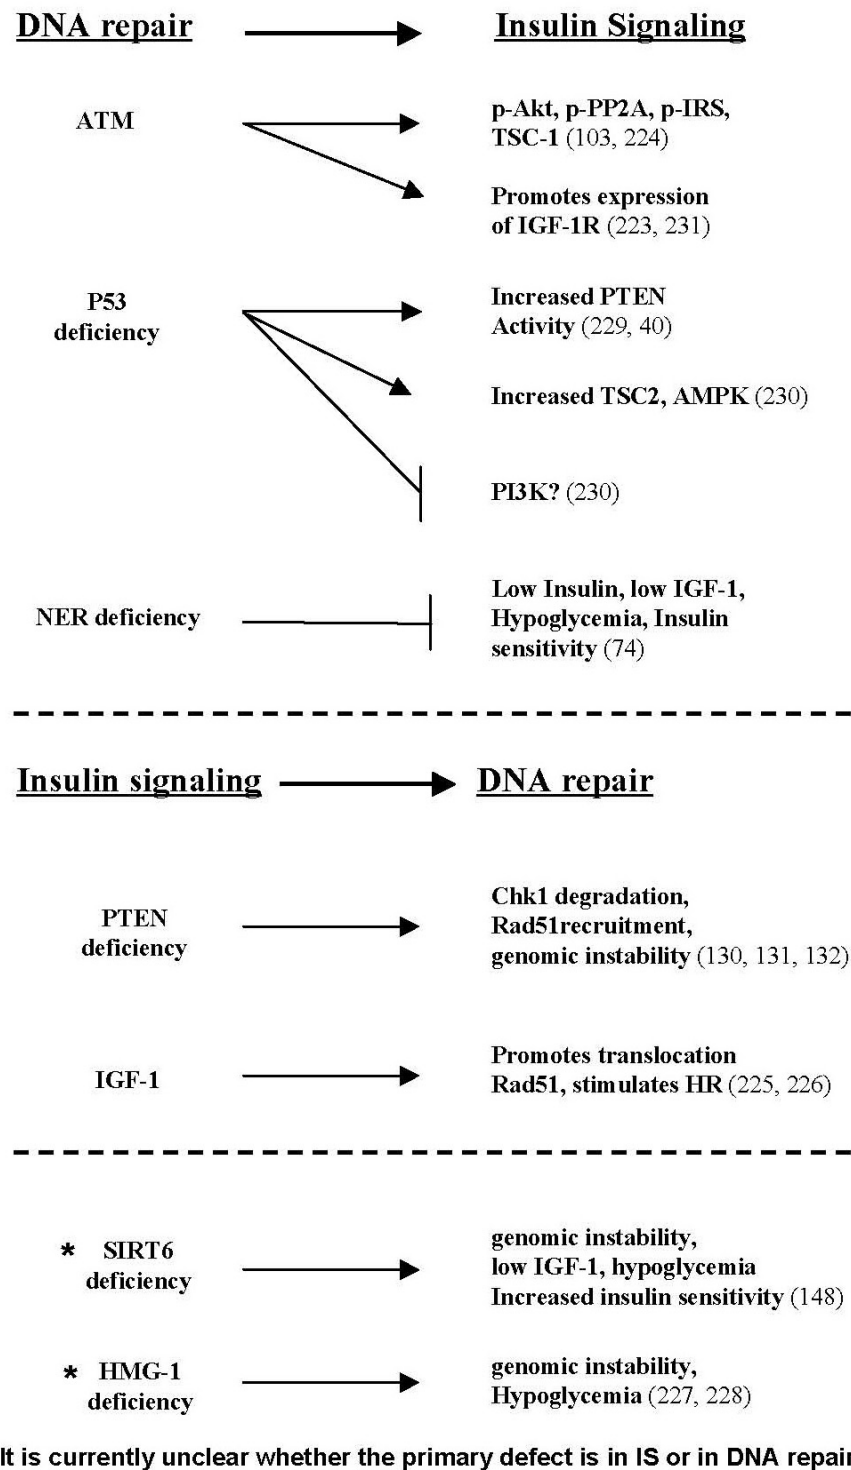 DNA repair Insulin Signaling
ATM
p-Akt, p-PP2A, p-IRS,
TSC-1 (103, 224)
Promotes expression
of IGF-1R (223, 231)
P53
deficiency
Increased PTEN
Activity (229, 40)
Increased TSC2, AMPK (230)
PI3K? (230)
NER deficiency
Low Insulin, low IGF-1,
Hypoglycemia, Insulin
sensitivity (74)
Insulin signaling DNA repair
PTEN
deficiency
Chk1 degradation,
Rad51recruitment,
genomic instability (130, 131, 132)
IGF-1
Promotes translocation
Rad51, stimulates HR (225, 226)
* SIRT6
deficiency
genomic instability,
low IGF-1, hypoglycemia
Increased insulin sensitivity (148)
* HMG-1
deficiency
genomic instability,
Hypoglycemia (227, 228)
It is currently unclear whether the primary defect is in IS or in DNA repair